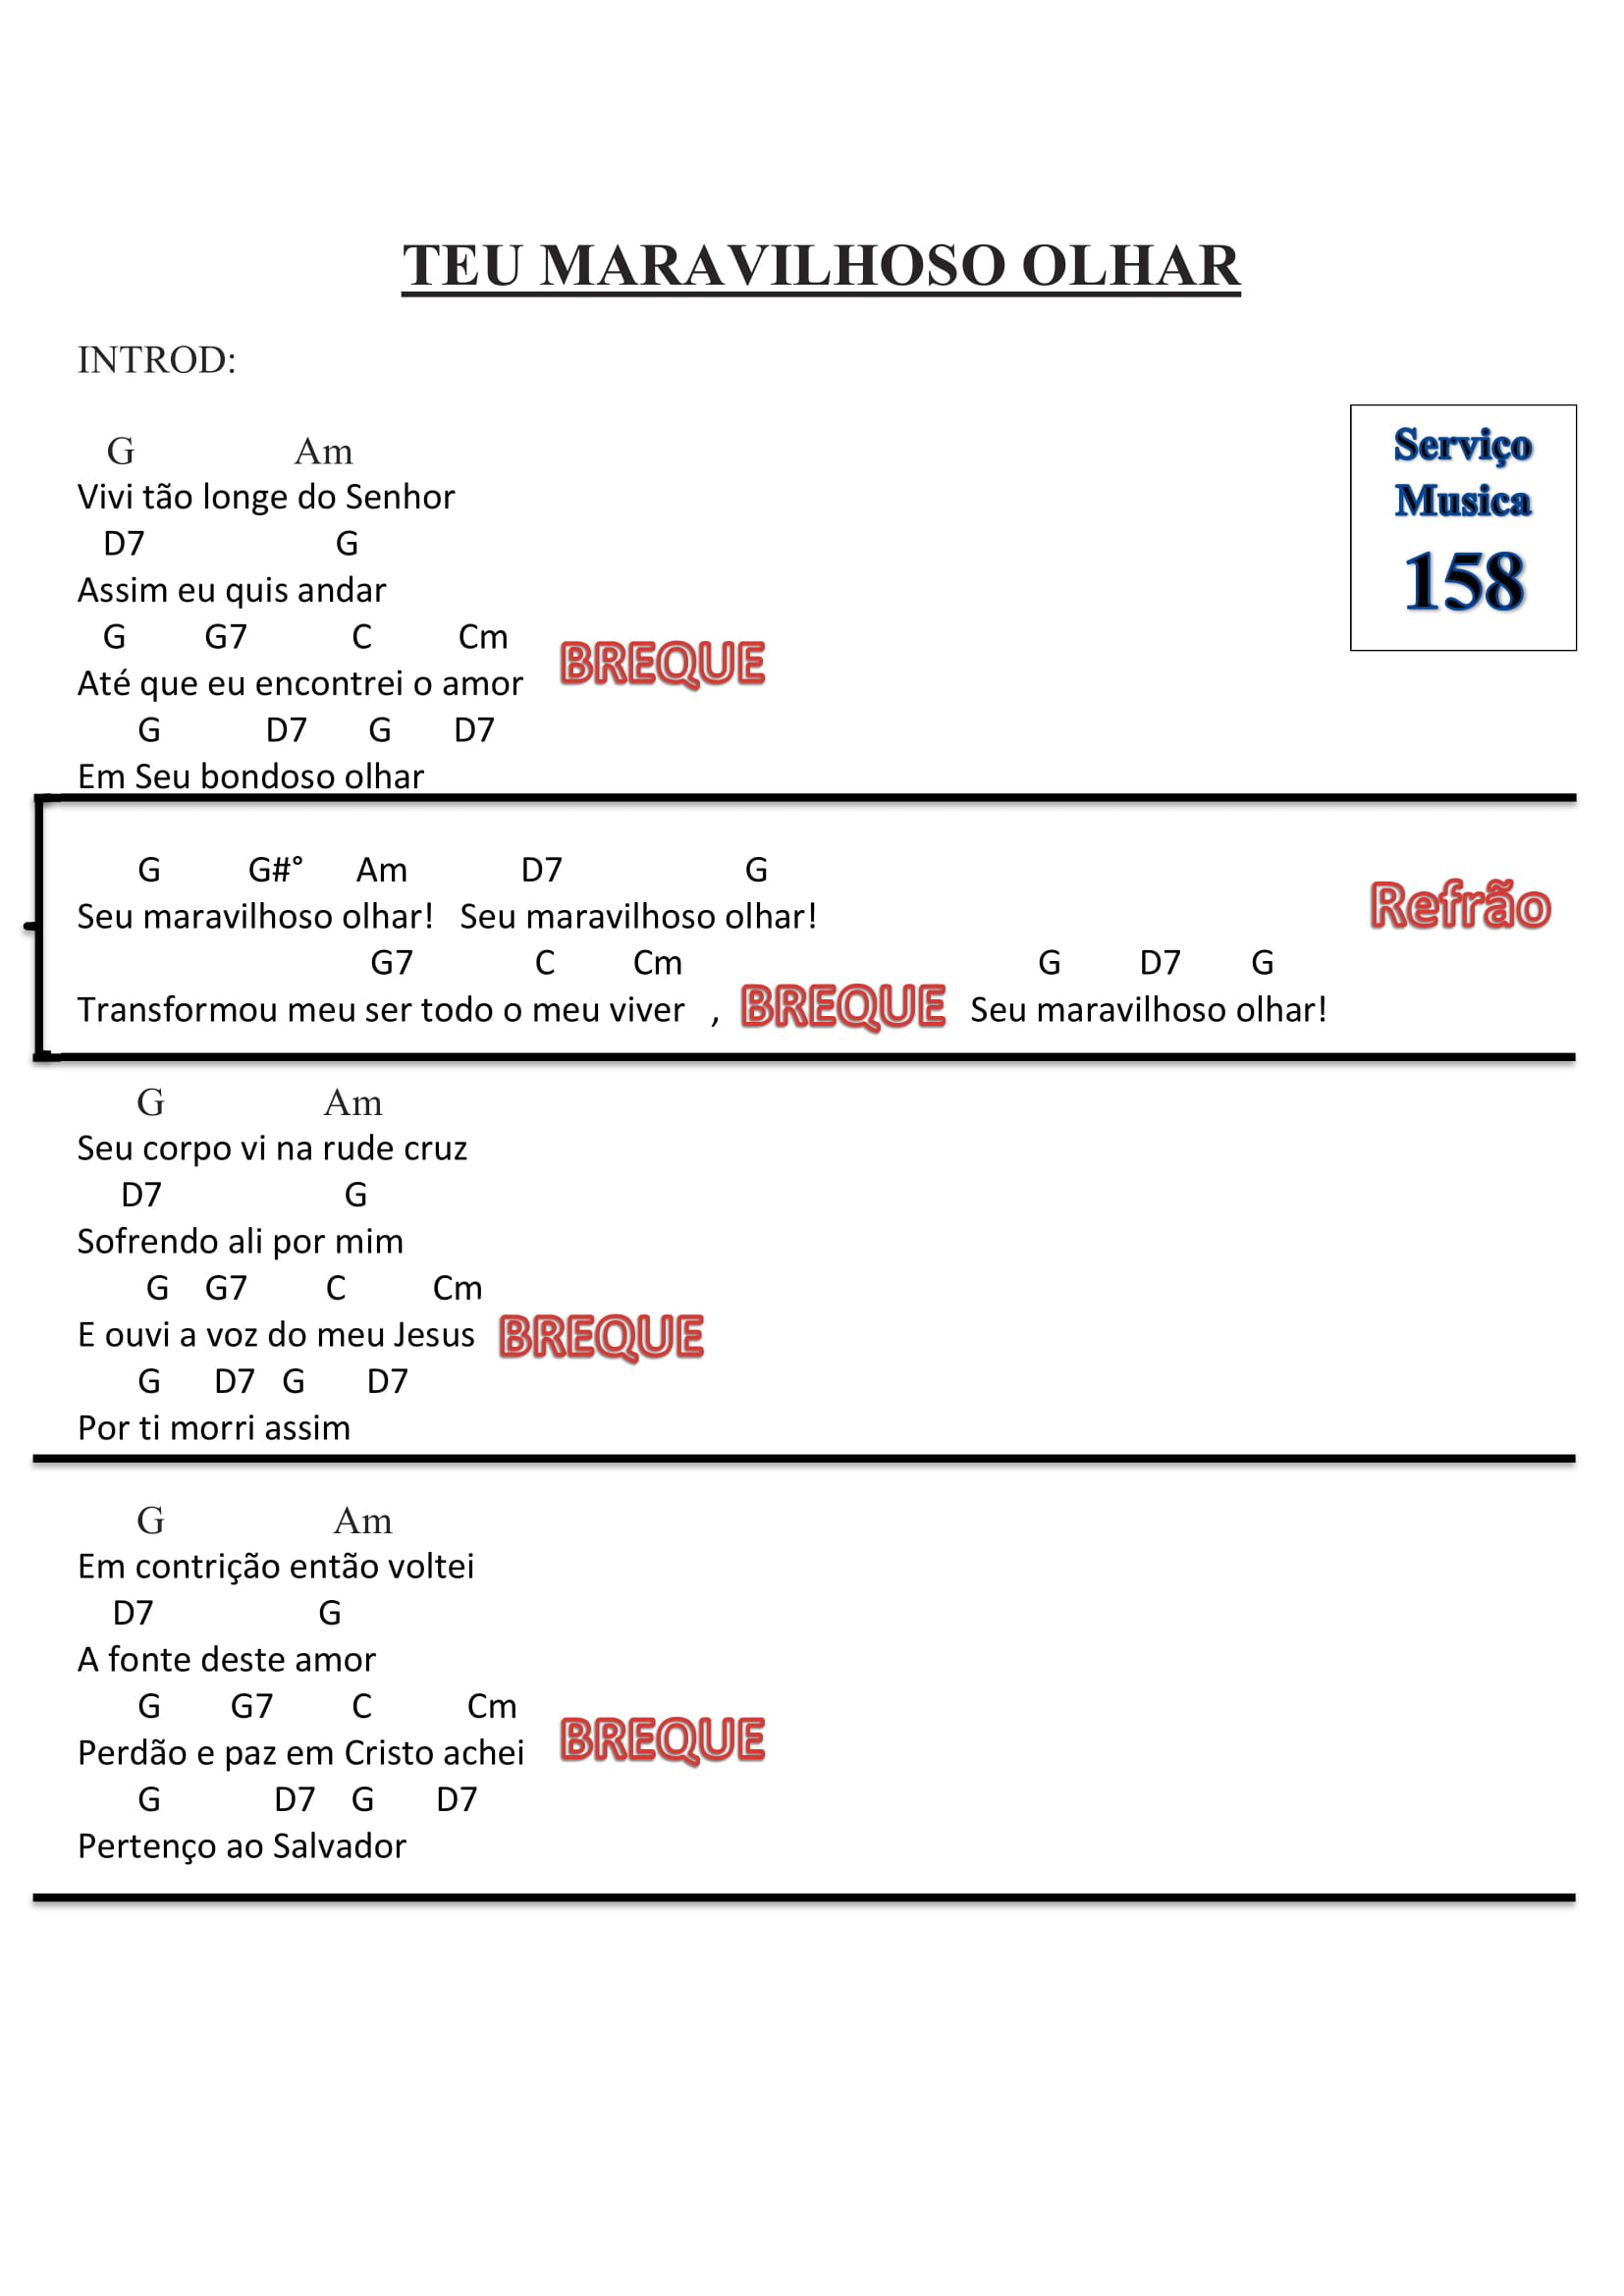 TEU MARAVILHOSO OLHAR
INTROD:
Serviço
Musica
158
G Am
Vivi tão longe do Senhor
D7 G
Assim eu quis andar
G G7 C Cm
Até que eu encontrei o amor BREQUE
G D7 G D7
Em Seu bondoso olhar
G G#° Am D7 G
Seu maravilhoso olhar! Seu maravilhoso olhar! Refrão
G7 C Cm G D7 G
Transformou meu ser todo o meu viver , BREQUE Seu maravilhoso olhar!
G Am
Seu corpo vi na rude cruz
D7 G
Sofrendo ali por mim
G G7 C Cm
E ouvi a voz do meu Jesus BREQUE
G D7 G D7
Por ti morri assim
G Am
Em contrição então voltei
D7 G
A fonte deste amor
G G7 C Cm
Perdão e paz em Cristo achei BREQUE
G D7 G D7
Pertenço ao Salvador